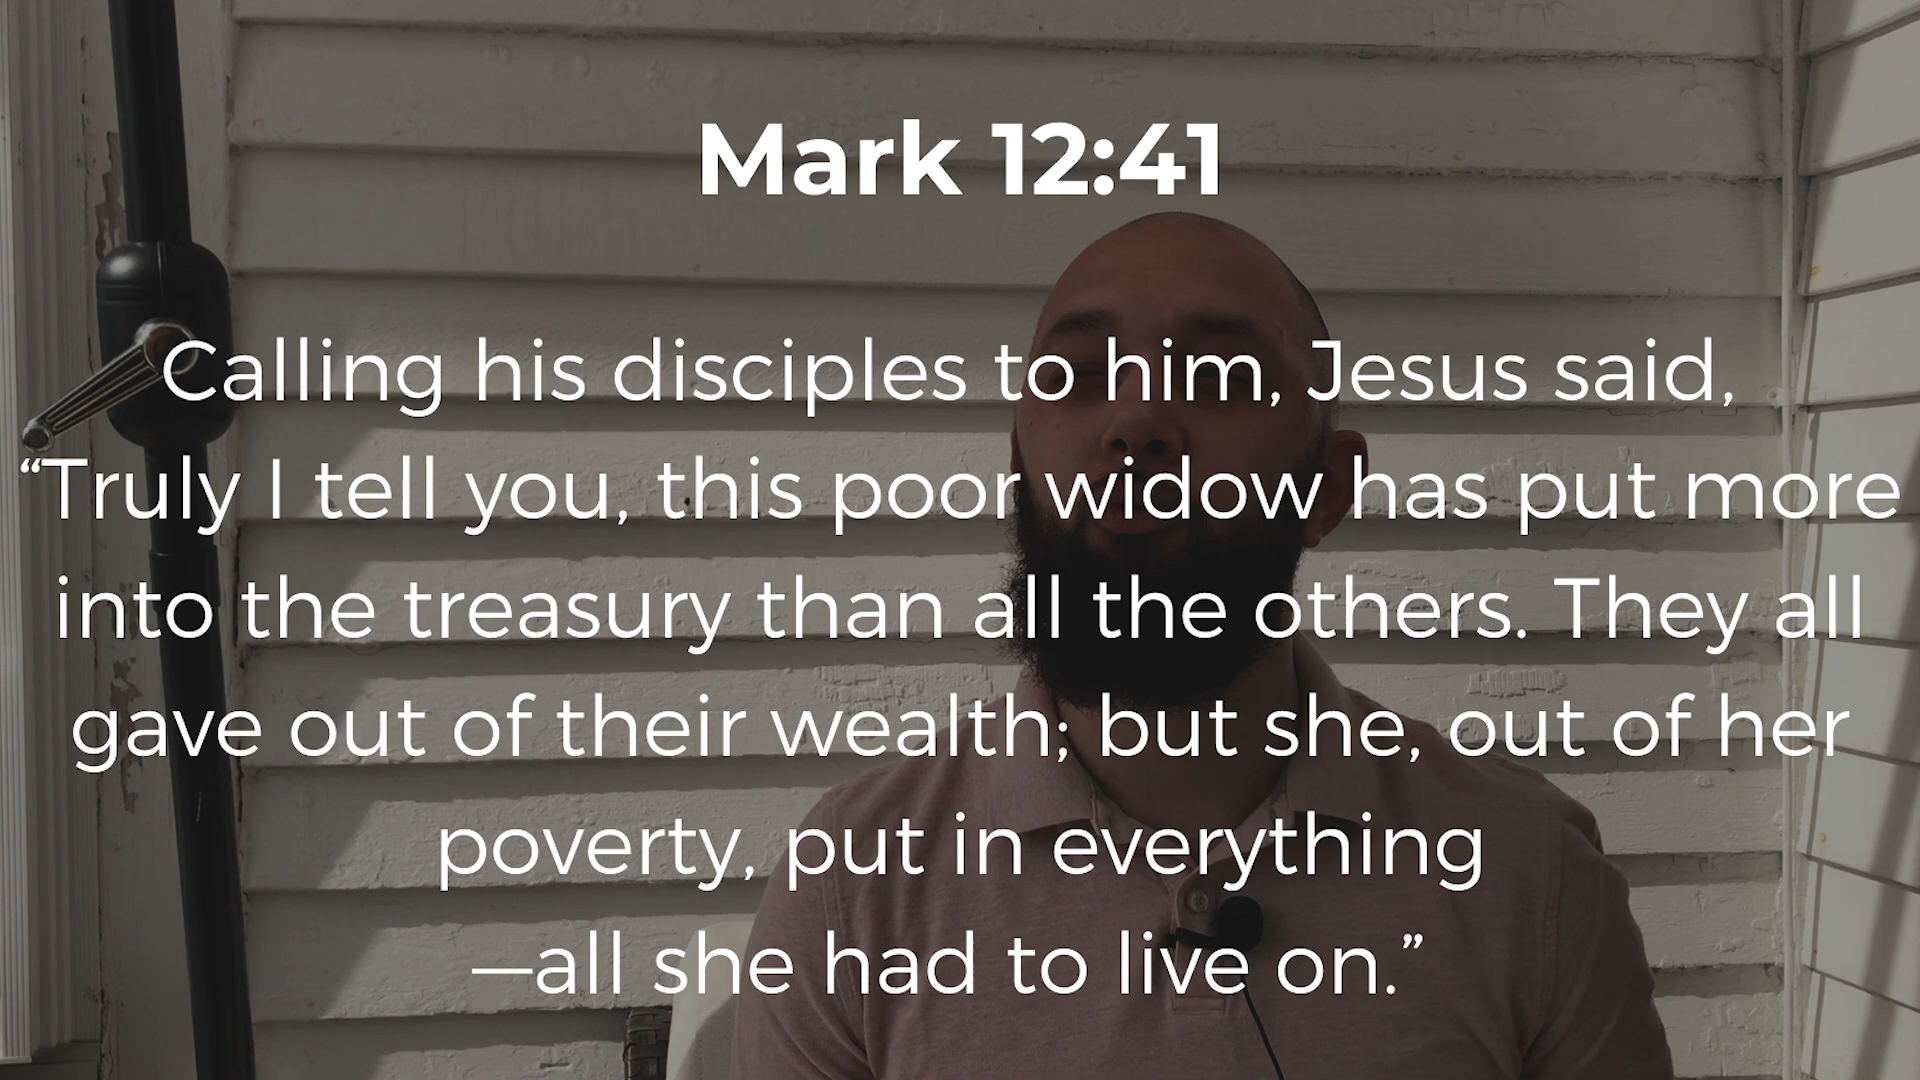 Mark 12:41
Calling his disciples to him, Jesus said,
“Truly I tell you, this poor widow has put more
into the treasury than all the others. They all
gave out of their wealth; but she, out of her
poverty, put in everything
—all she had to live on.”